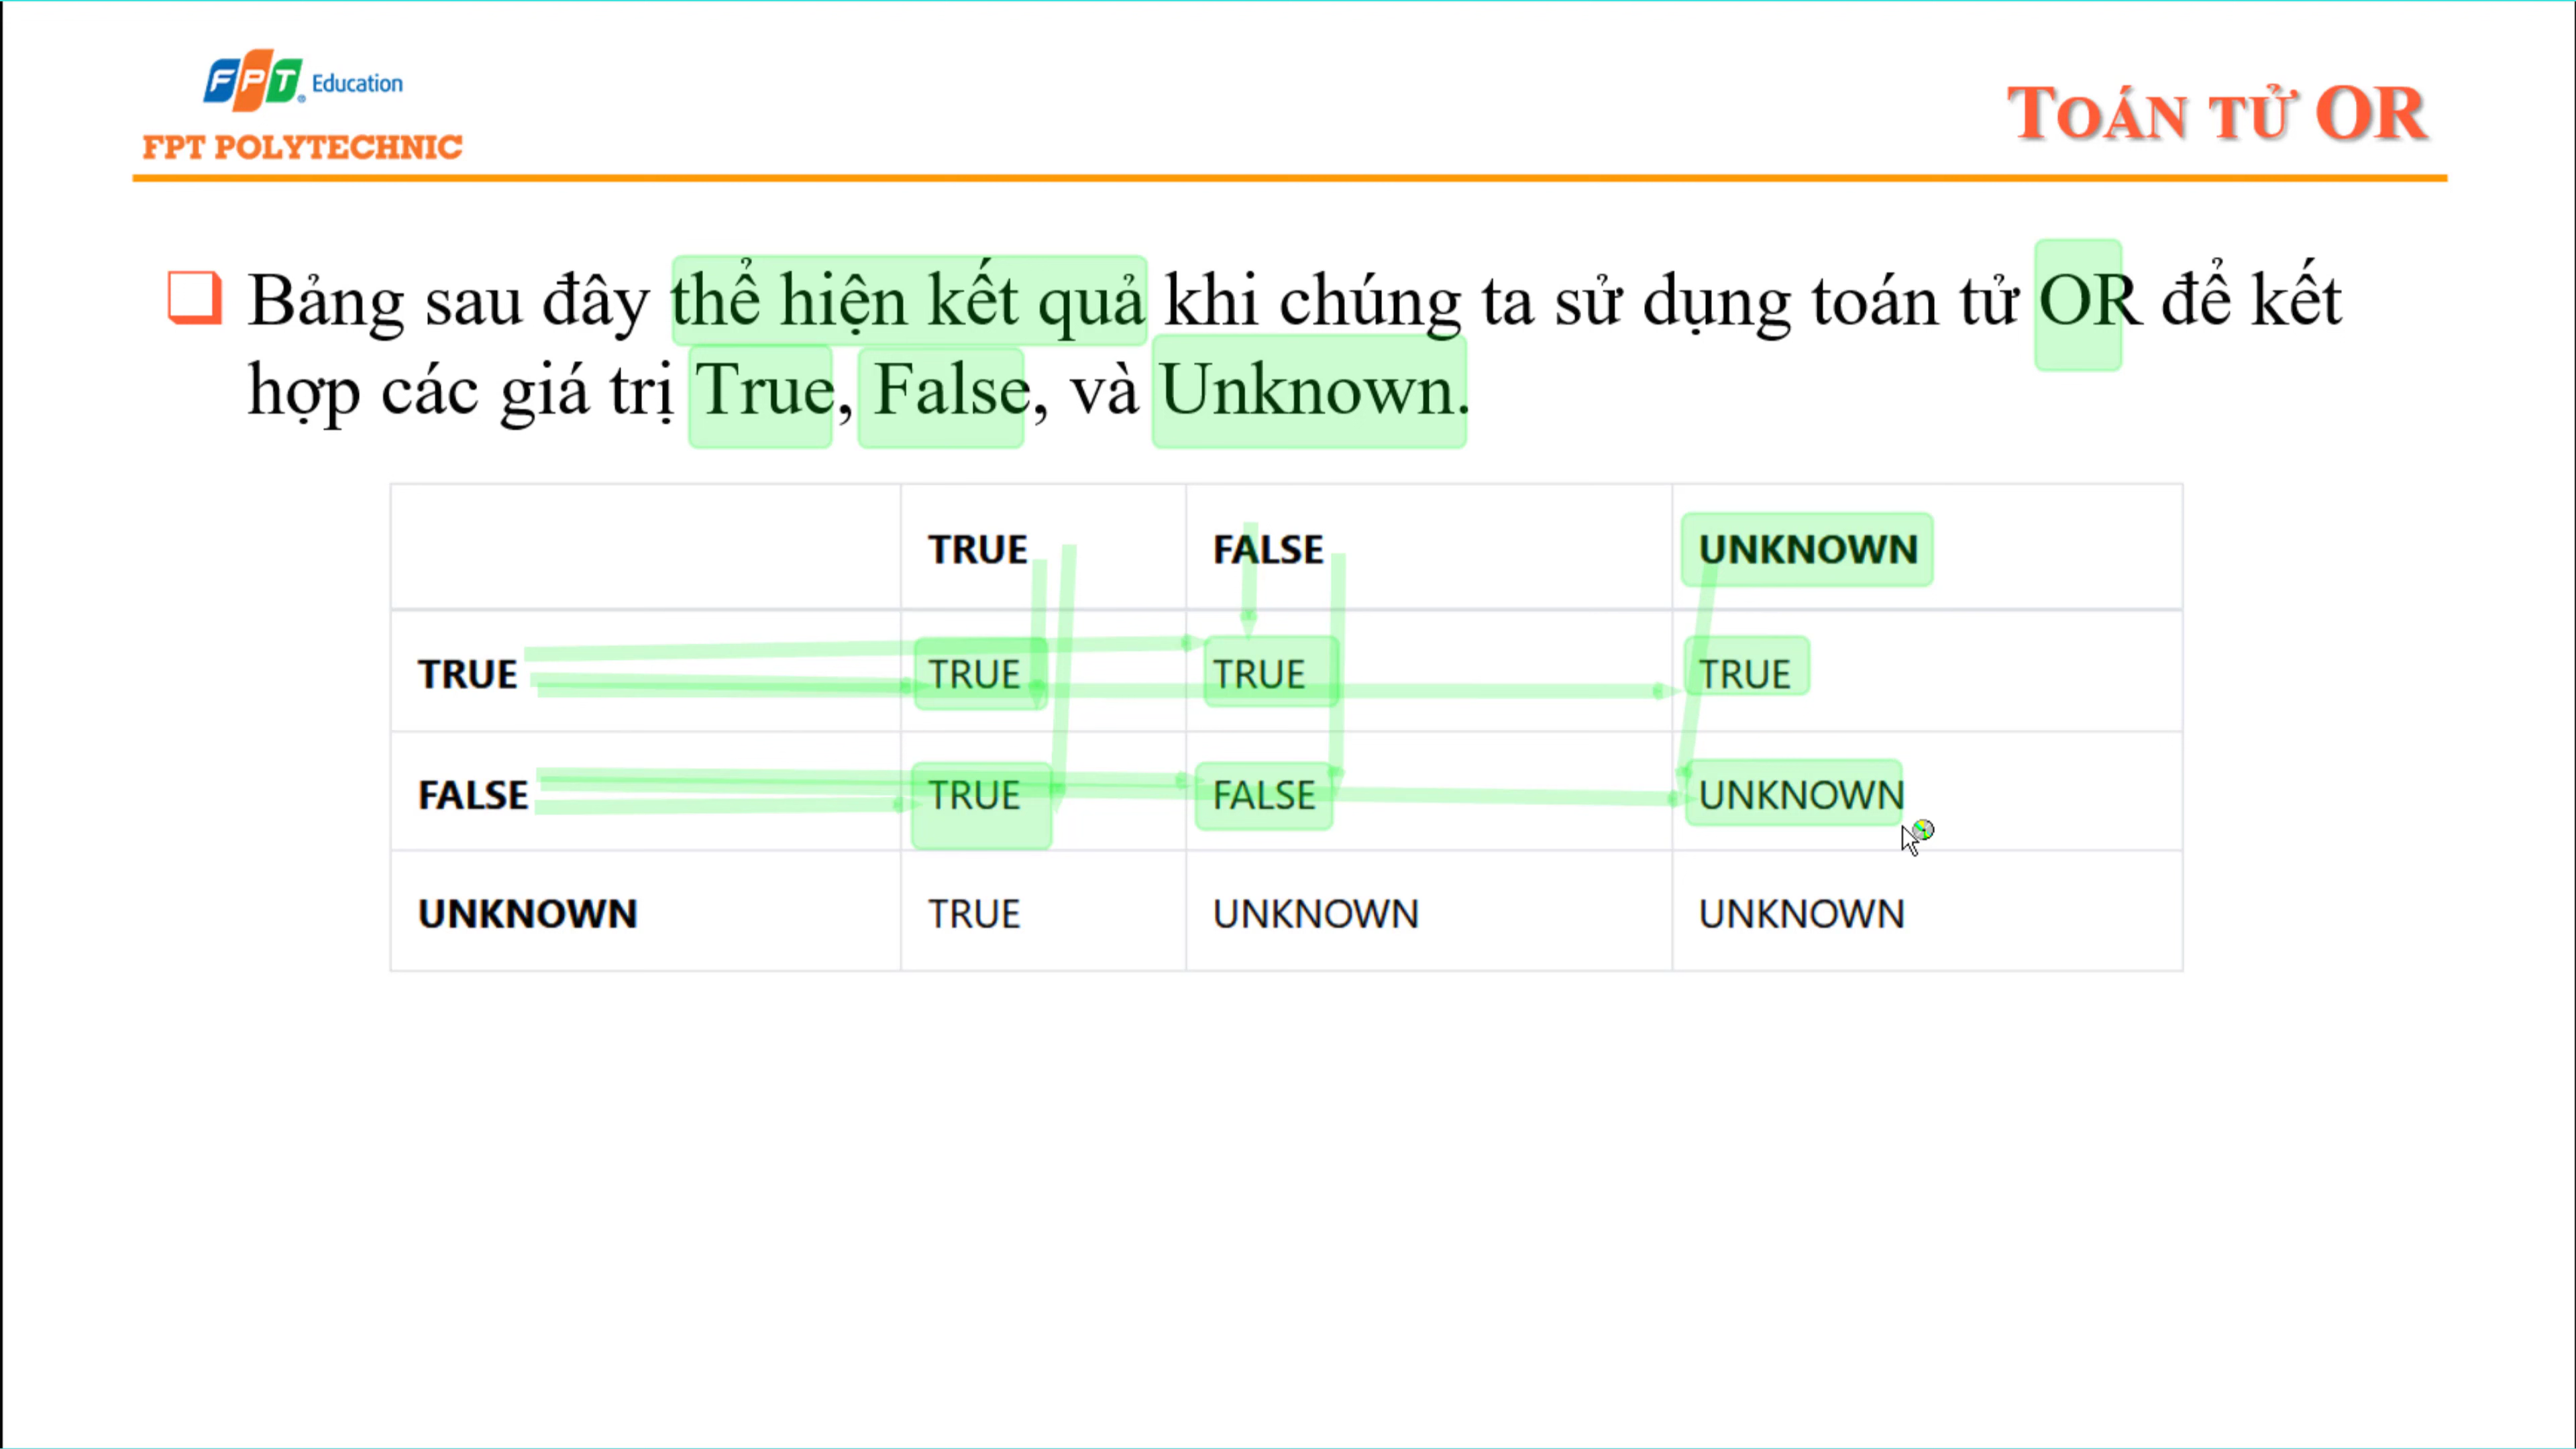 FPT Education
FPT POLYTECHNIC
TOÁN TỬ OR
Bảng sau đây thể hiện kết quả khi chúng ta sử dụng toán tử OR để kết
hợp các giá trị True, False, và Unknown.
TRUE FALSE UNKNOWN
TRUE TRUE TRUE TRUE
FALSE TRUE FALSE UNKNOWN
UNKNOWN TRUE UNKNOWN UNKNOWN